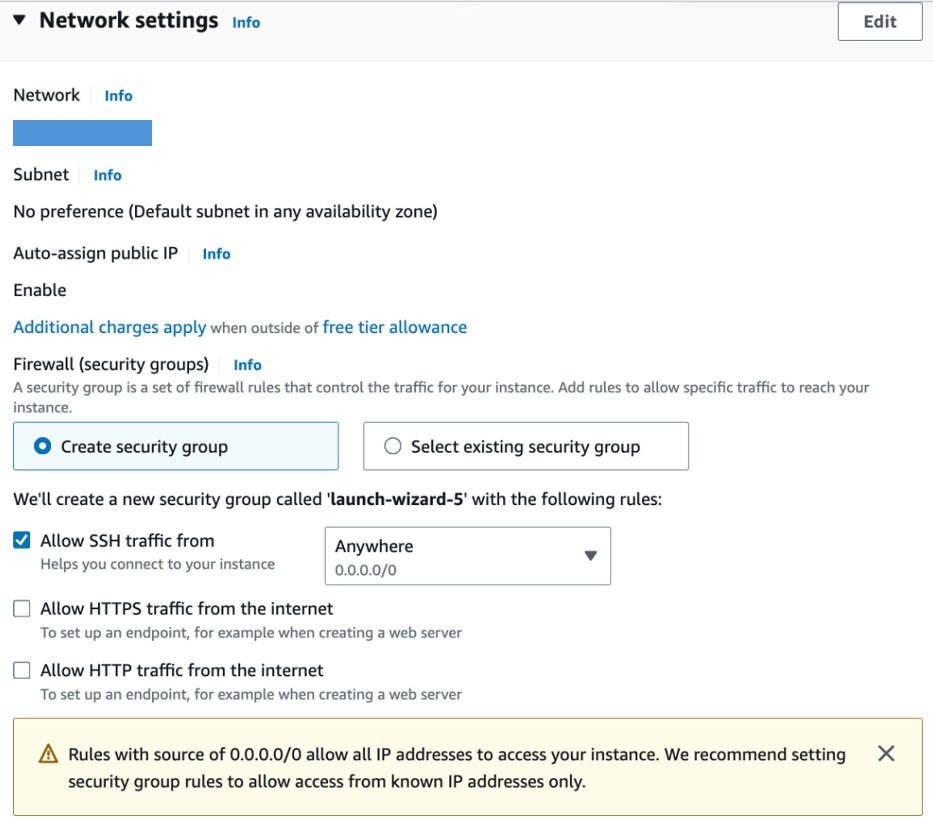 Network settings Info
Edit
Network Info
Subnet Info
No preference (Default subnet in any availability zone)
Auto-assign public IP Info
Enable
Additional charges apply when outside of free tier allowance
Firewall (security groups) Info
A security group is a set of firewall rules that control the traffic for your instance. Add rules to allow specific traffic to reach your
instance.
Create security group
Select existing security group
We'll create a new security group called 'launch-wizard-5' with the following rules:
Allow SSH traffic from
Helps you connect to your instance
Anywhere
0.0.0.0/0
Allow HTTPS traffic from the internet
To set up an endpoint, for example when creating a web server
Allow HTTP traffic from the internet
To set up an endpoint, for example when creating a web server
Rules with source of 0.0.0.0/0 allow all IP addresses to access your instance. We recommend setting
security group rules to allow access from known IP addresses only.